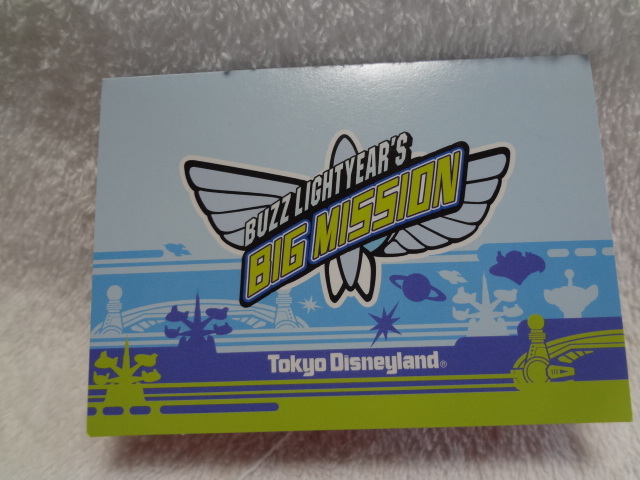 BUZZ LIGHTYEAR'S
BIG MISSION
TOKYO DISNEYLAND®